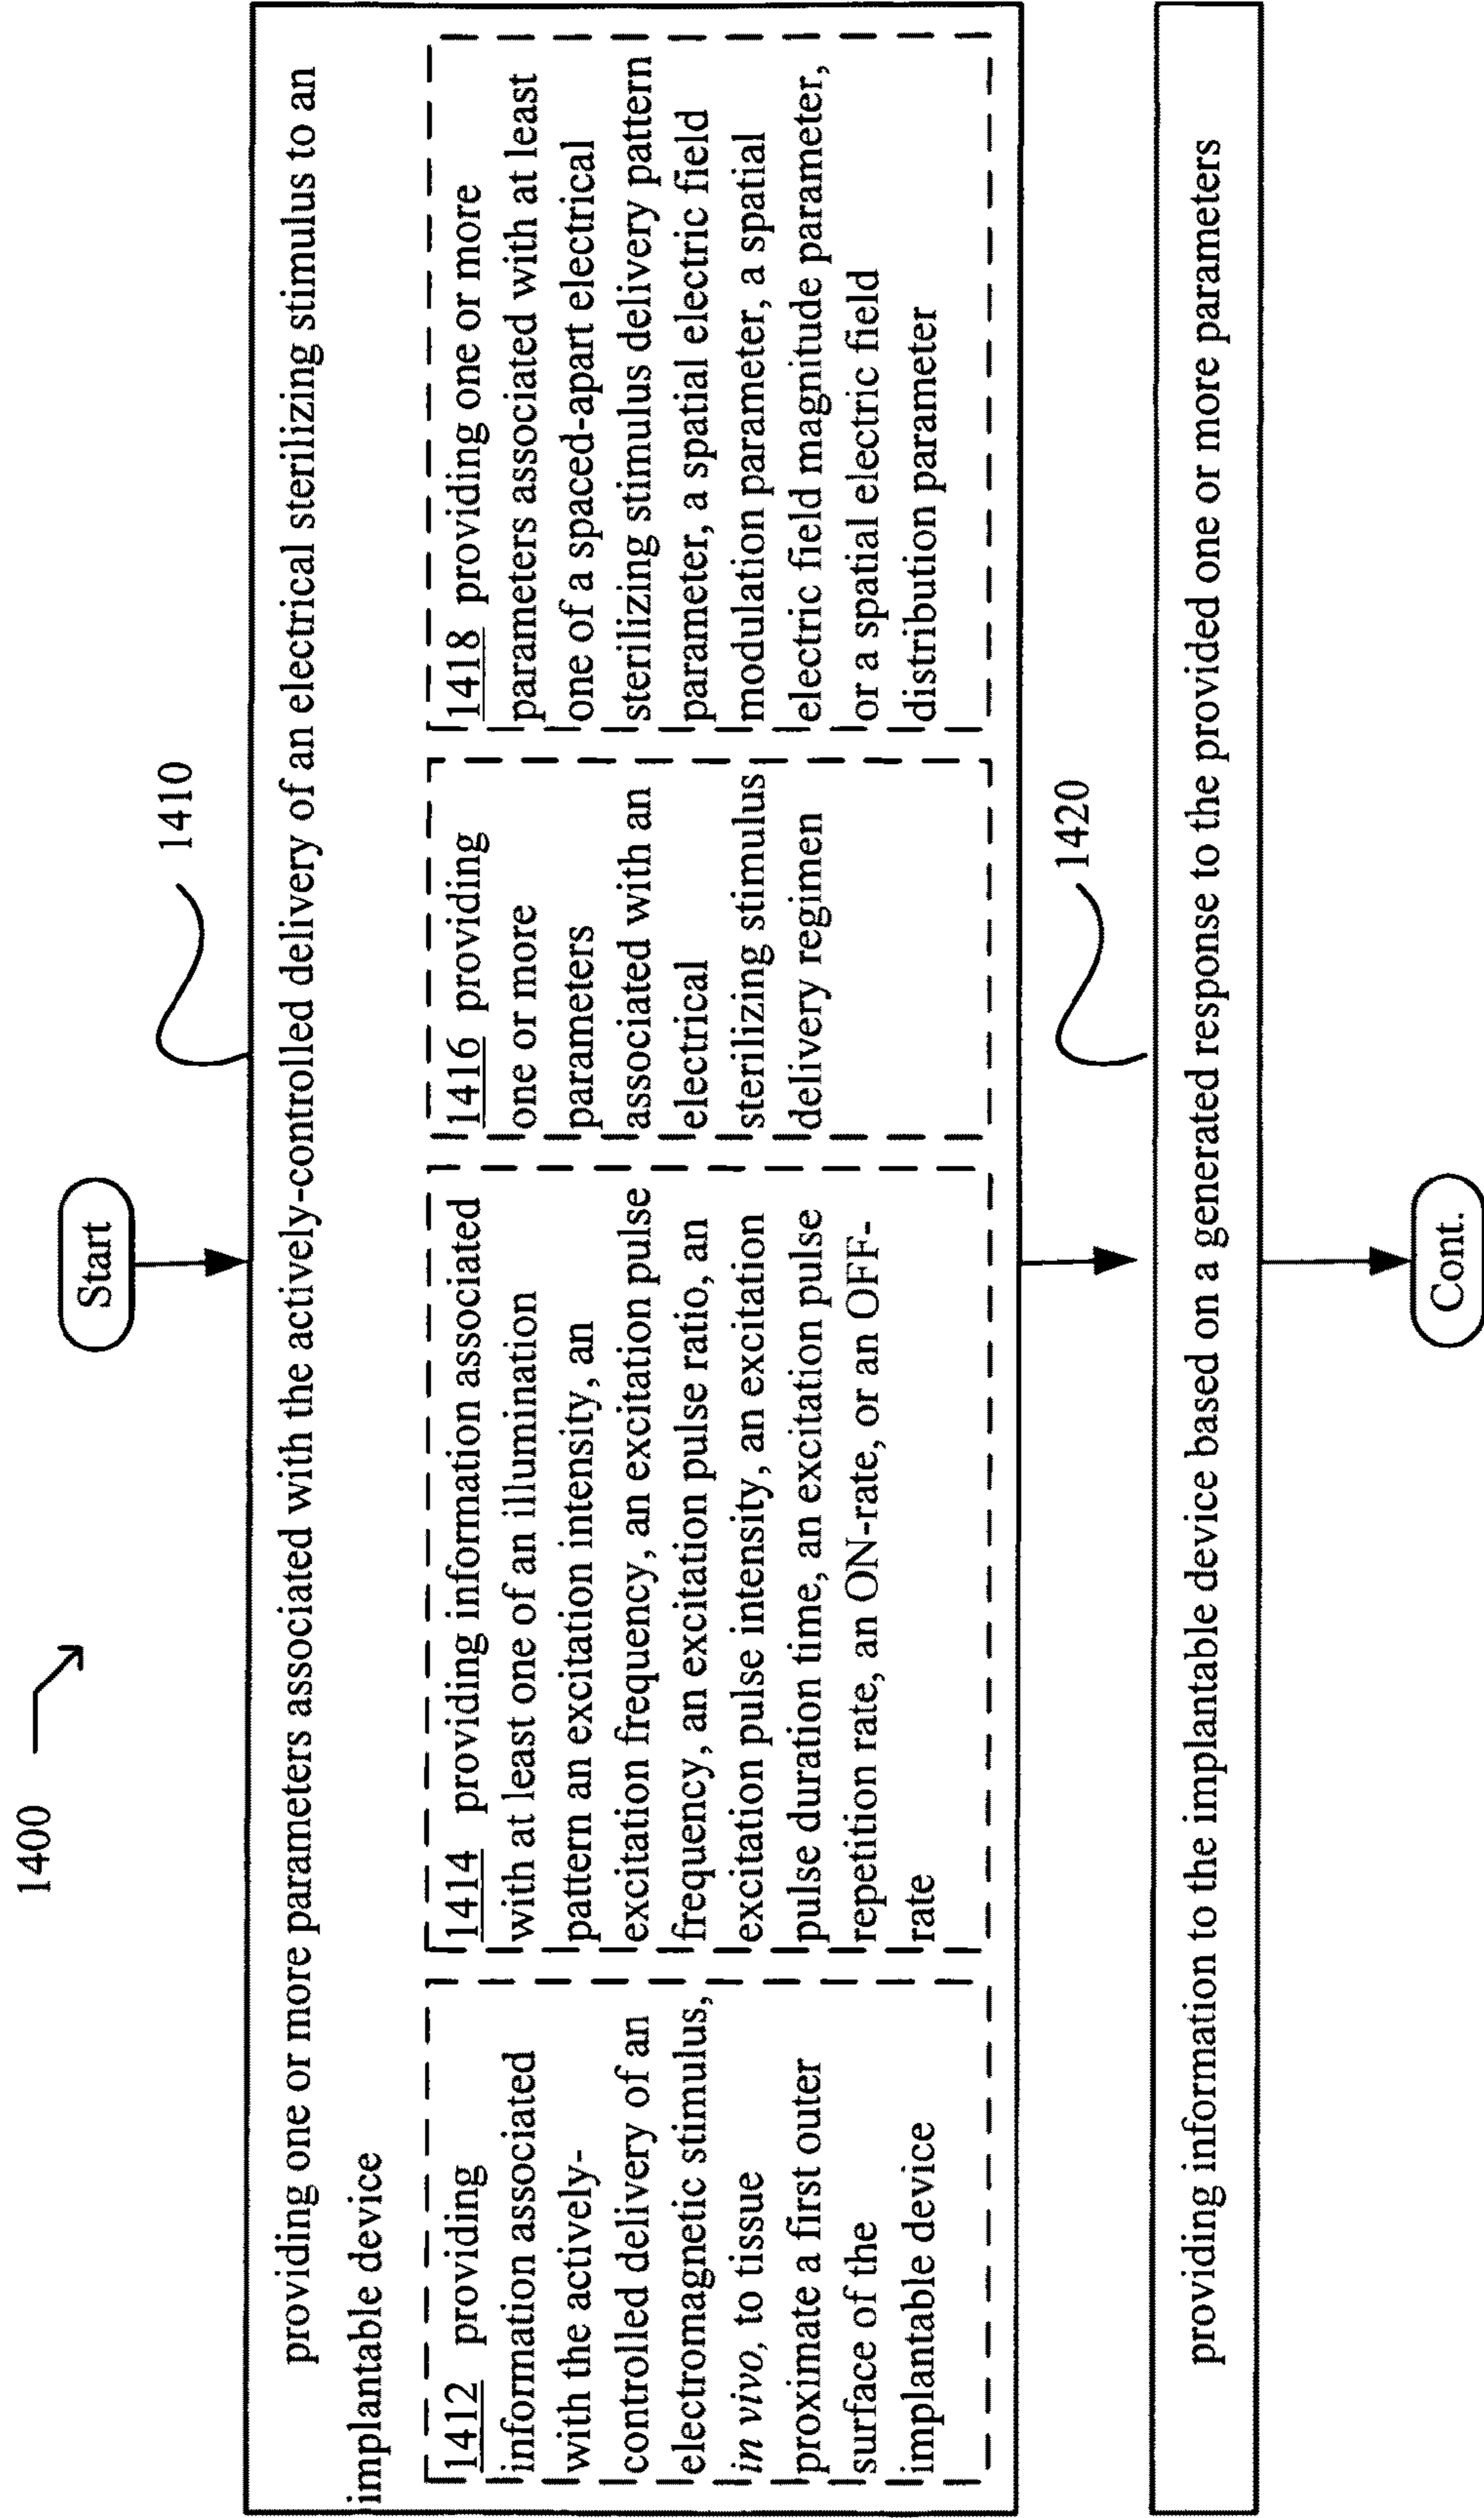 1400
Start
1410
providing one or more parameters associated with the actively-controlled delivery of an electrical sterilizing stimulus to an
implantable device
1412 providing
information associated
with the actively-
controlled delivery of an
electromagnetic stimulus,
in vivo, to tissue
proximate a first outer
surface of the
implantable device
1414 providing information associated
with at least one of an illumination
pattern an excitation intensity, an
excitation frequency, an excitation pulse
frequency, an excitation pulse ratio, an
excitation pulse intensity, an excitation
pulse duration time, an excitation pulse
repetition rate, an ON-rate, or an OFF-
rate
1416 providing
one or more
parameters
associated with an
electrical
sterilizing stimulus
delivery regimen
1418 providing one or more
parameters associated with at least
one of a spaced-apart electrical
sterilizing stimulus delivery pattern
parameter, a spatial electric field
modulation parameter, a spatial
electric field magnitude parameter,
or a spatial electric field
distribution parameter
1420
providing information to the implantable device based on a generated response to the provided one or more parameters
Cont.